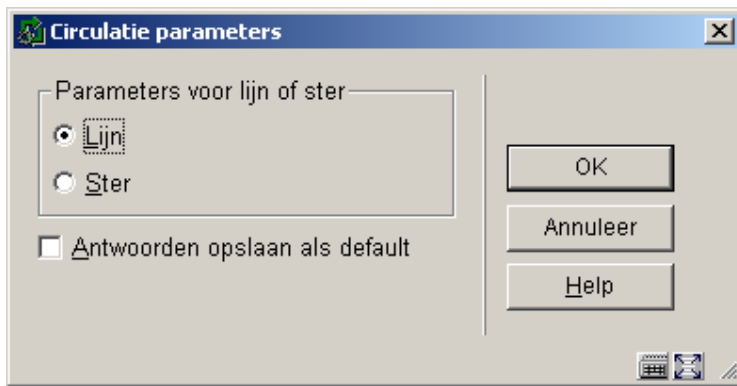 Circulatie parameters
Parameters voor lijn of ster
Lijn
Ster
Antwoorden opslaan als default
OK
Annuleer
Help